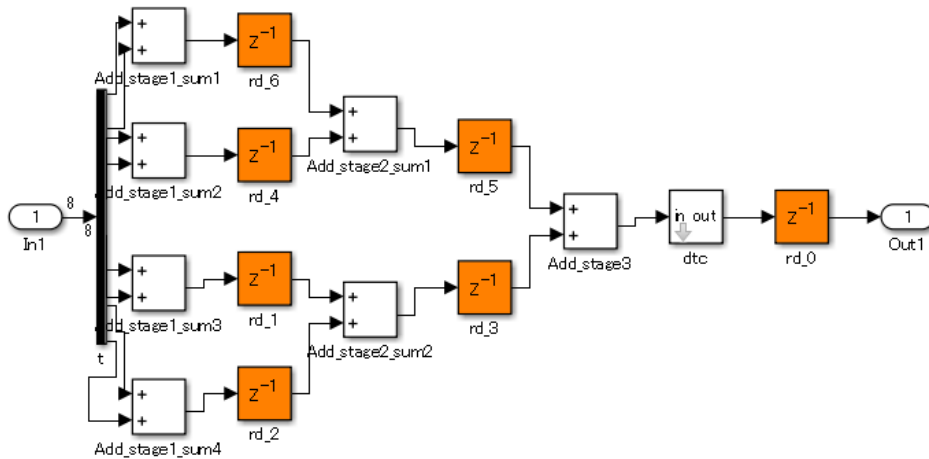 +
+
Add_stage1_sum1
z⁻¹
rd_6
+
+
Add_stage1_sum2
z⁻¹
rd_4
+
+
Add_stage2_sum1
z⁻¹
rd_5
1
In1
8
8
t
+
+
Add_stage3
in out
dtc
z⁻¹
rd_0
1
Out1
+
+
Add_stage1_sum3
z⁻¹
rd_1
+
+
Add_stage2_sum2
z⁻¹
rd_3
+
+
Add_stage1_sum4
z⁻¹
rd_2